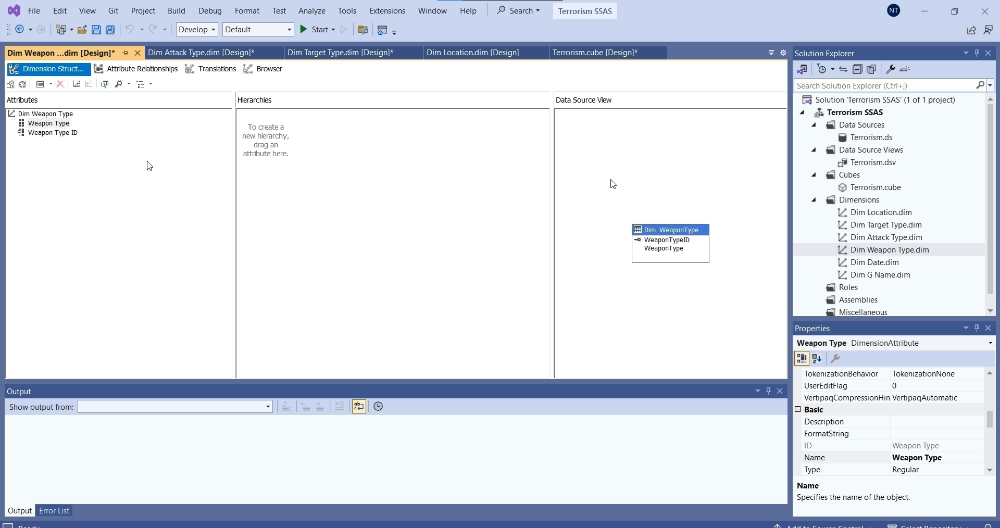 File Edit View Git Project Build Debug Format Test Analyze Tools Extensions Window Help Search Terrorism SSAS NT
Develop Default Start
Dim Weapon ...dim [Design]* Dim Attack Type.dim [Design]* Dim Target Type.dim [Design]* Dim Location.dim [Design] Terrorism.cube [Design]*
Dimension Struct... Attribute Relationships Translations Browser
Attributes
Dim Weapon Type
Weapon Type
Weapon Type ID
Hierarchies
To create a
new hierarchy,
drag an
attribute here.
Data Source View
Dim_WeaponType
WeaponTypeID
WeaponType
Solution Explorer
Search Solution Explorer (Ctrl+;)
Solution 'Terrorism SSAS' (1 of 1 project)
Terrorism SSAS
Data Sources
Terrorism.ds
Data Source Views
Terrorism.dsv
Cubes
Terrorism.cube
Dimensions
Dim Location.dim
Dim Target Type.dim
Dim Attack Type.dim
Dim Weapon Type.dim
Dim Date.dim
Dim G Name.dim
Roles
Assemblies
Miscellaneous
Properties
Weapon Type DimensionAttribute
TokenizationBehavior TokenizationNone
UserEditFlag 0
VertipaqCompressionHin VertipaqAutomatic
Basic
Description
FormatString
ID Weapon Type
Name Weapon Type
Type Regular
Name
Specifies the name of the object.
Output
Show output from:
Output Error List
Ready Add to Source Control Select Repository